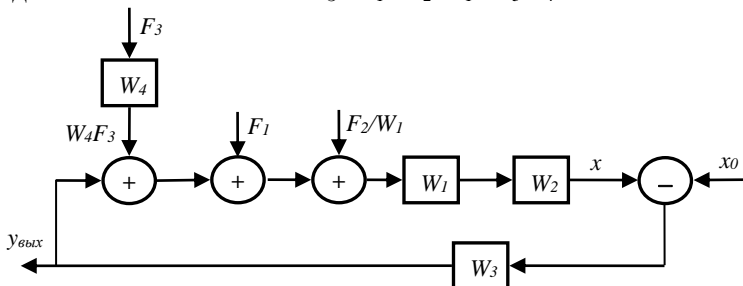 F3
W4
W4F3
F1
F2/W1
+
+
+
W1
W2
x
–
x0
yвых
W3